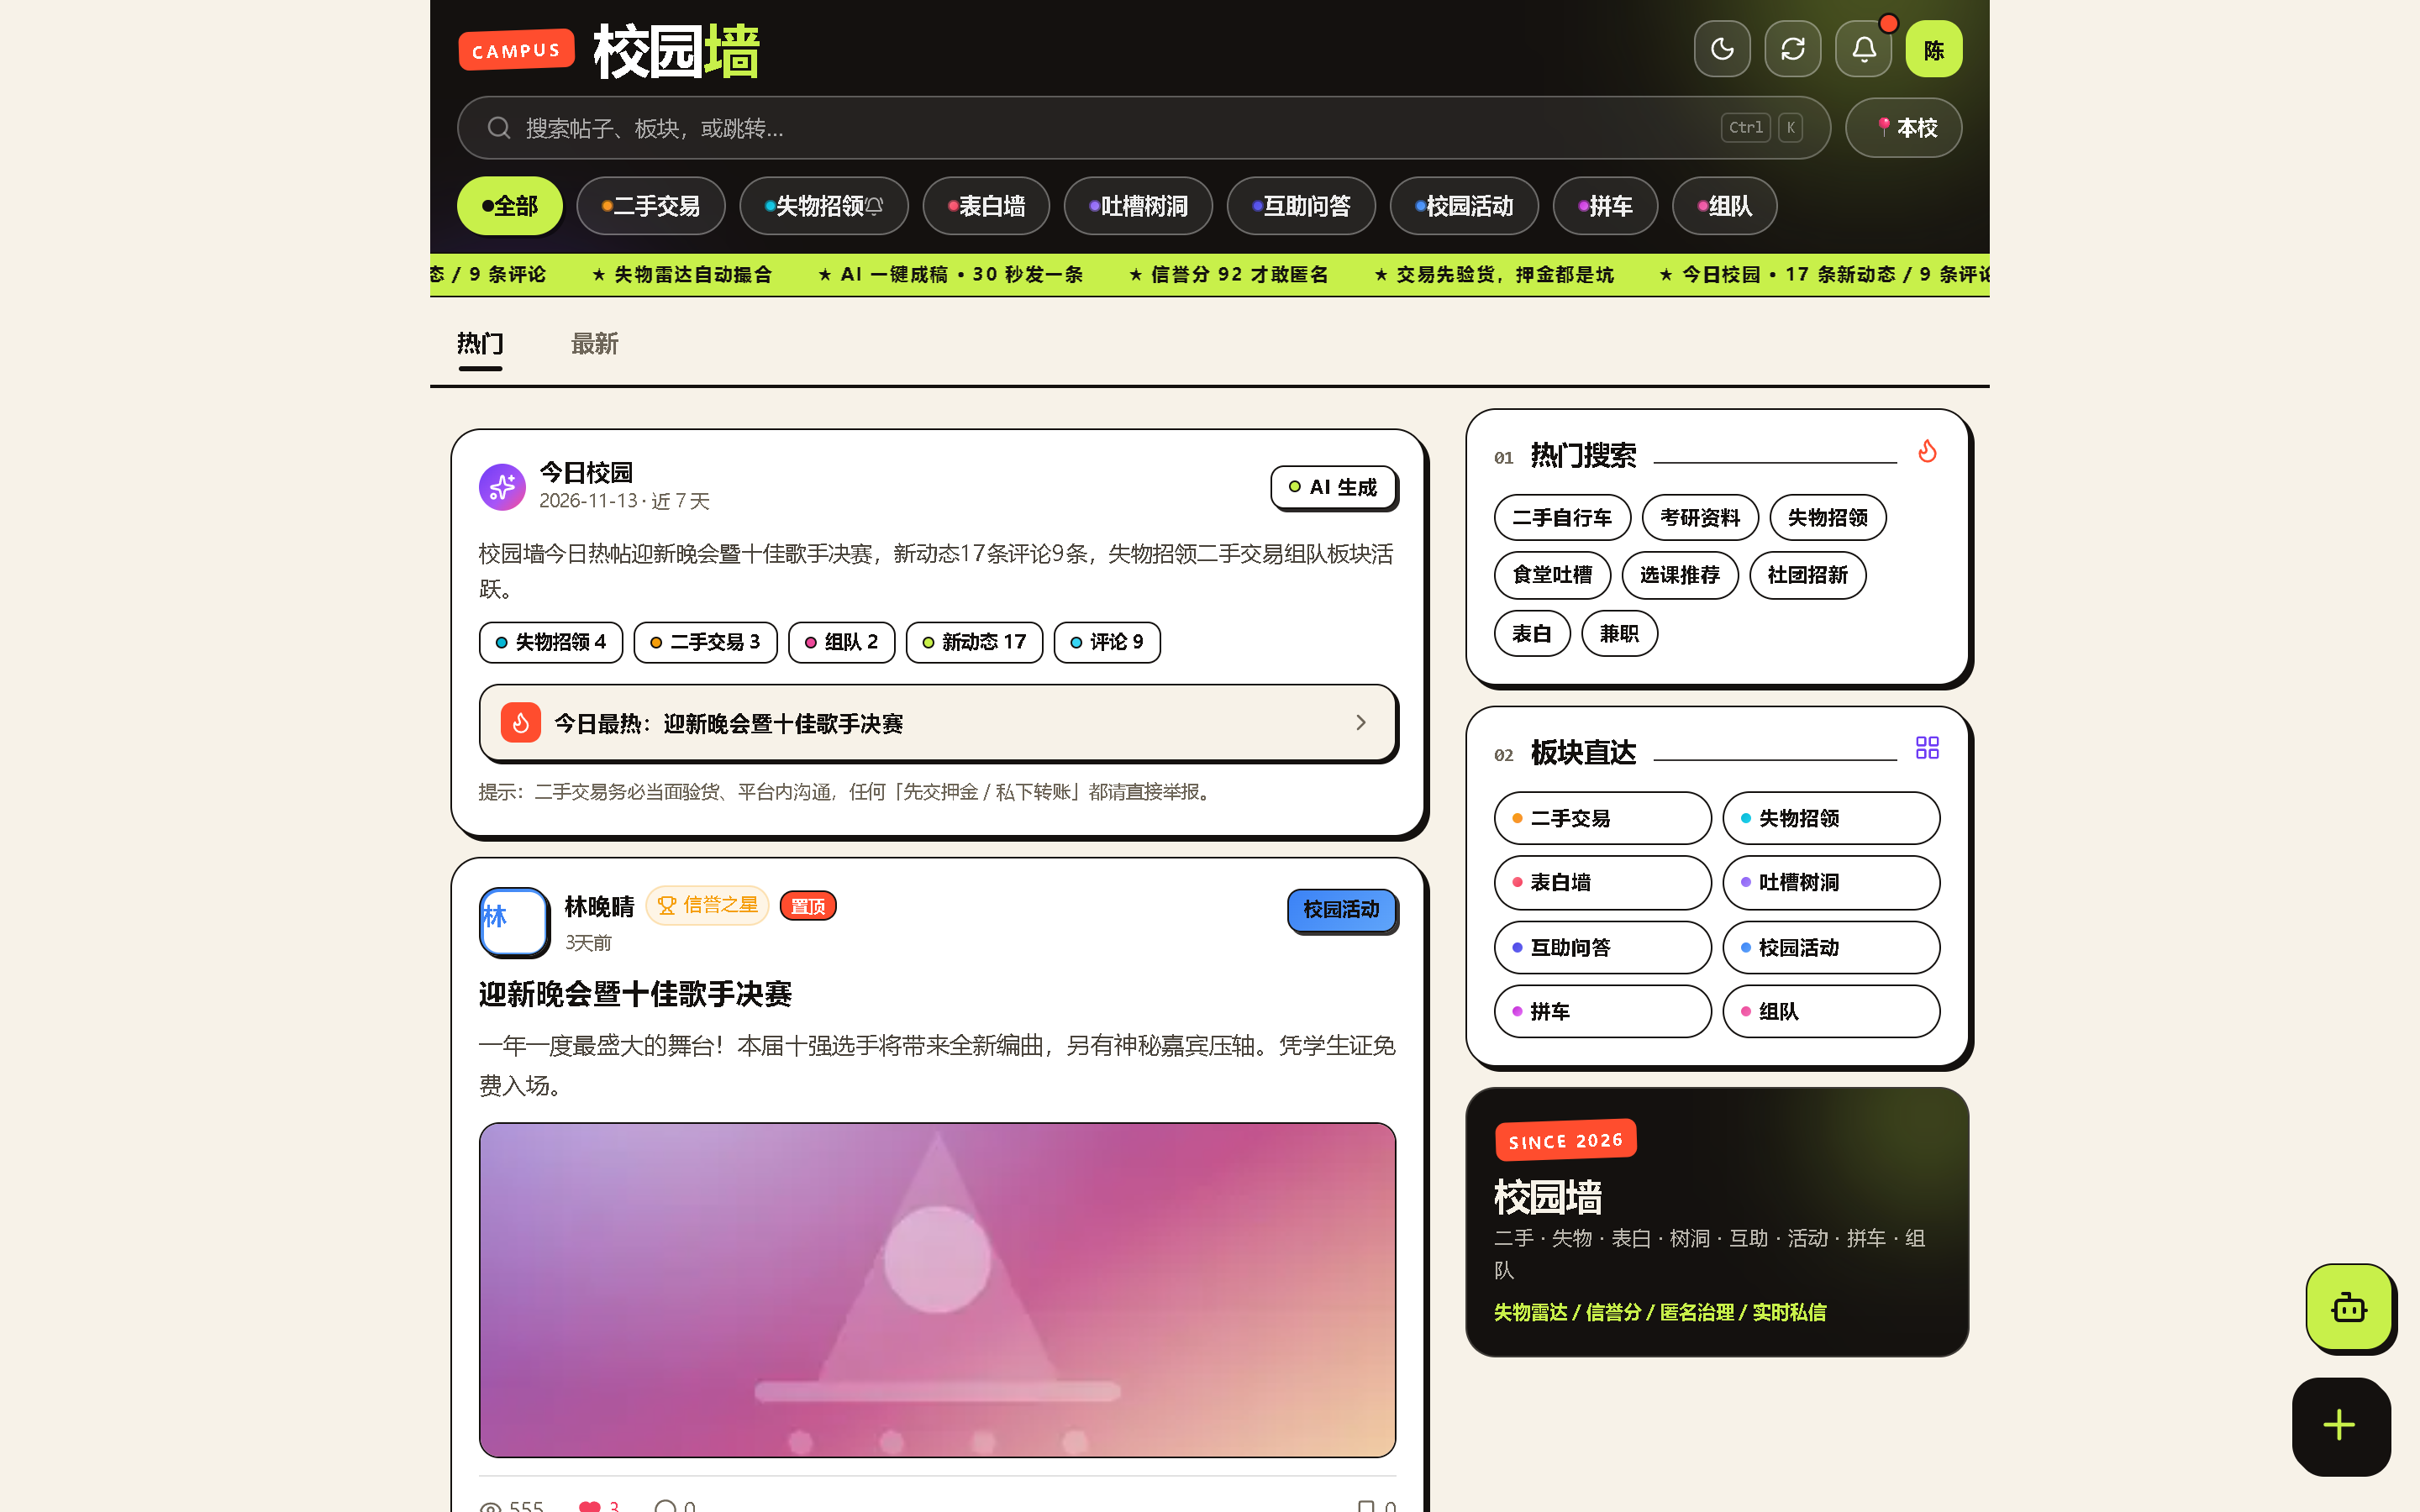 CAMPUS 校园墙 陈
搜索帖子、板块，或跳转... Ctrl K 📍本校
全部 二手交易 失物招领 表白墙 吐槽树洞 互助问答 校园活动 拼车 组队
态 / 9 条评论 ★ 失物雷达自动撮合 ★ AI 一键成稿 • 30 秒发一条 ★ 信誉分 92 才敢匿名 ★ 交易先验货，押金都是坑 ★ 今日校园 • 17 条新动态 / 9 条评论
热门 最新
今日校园
2026-11-13 · 近 7 天
AI 生成
校园墙今日热帖迎新晚会暨十佳歌手决赛，新动态17条评论9条，失物招领二手交易组队板块活
跃。
失物招领 4 二手交易 3 组队 2 新动态 17 评论 9
今日最热：迎新晚会暨十佳歌手决赛
提示：二手交易务必当面验货、平台内沟通，任何「先交押金 / 私下转账」都请直接举报。
林 林晚晴 信誉之星 置顶
3天前
校园活动
迎新晚会暨十佳歌手决赛
一年一度最盛大的舞台！本届十强选手将带来全新编曲，另有神秘嘉宾压轴。凭学生证免
费入场。
555 3 0 0
01 热门搜索
二手自行车 考研资料 失物招领
食堂吐槽 选课推荐 社团招新
表白 兼职
02 板块直达
二手交易 失物招领
表白墙 吐槽树洞
互助问答 校园活动
拼车 组队
SINCE 2026
校园墙
二手 · 失物 · 表白 · 树洞 · 互助 · 活动 · 拼车 · 组
队
失物雷达 / 信誉分 / 匿名治理 / 实时私信